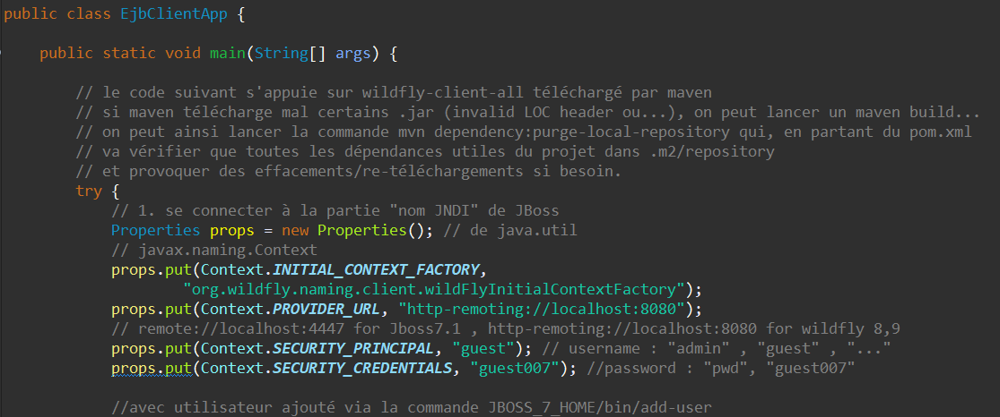 public class EjbClientApp {
public static void main(String[] args) {
// le code suivant s'appuie sur wildfly-client-all téléchargé par maven
// si maven télécharge mal certains .jar (invalid LOC header ou...), on peut lancer un maven build...
// on peut ainsi lancer la commande mvn dependency:purge-local-repository qui, en partant du pom.xml
// va vérifier que toutes les dépendances utiles du projet dans .m2/repository
// et provoquer des effacements/re-téléchargements si besoin.
try {
// 1. se connecter à la partie "nom JNDI" de JBoss
Properties props = new Properties(); // de java.util
// javax.naming.Context
props.put(Context.INITIAL_CONTEXT_FACTORY,
"org.wildfly.naming.client.wildFlyInitialContextFactory");
props.put(Context.PROVIDER_URL, "http-remoting://localhost:8080");
// remote://localhost:4447 for Jboss7.1 , http-remoting://localhost:8080 for wildfly 8,9
props.put(Context.SECURITY_PRINCIPAL, "guest"); // username : "admin" , "guest" , "..."
props.put(Context.SECURITY_CREDENTIALS, "guest007"); //password : "pwd", "guest007"
//avec utilisateur ajouté via la commande JBOSS_7_HOME/bin/add-user